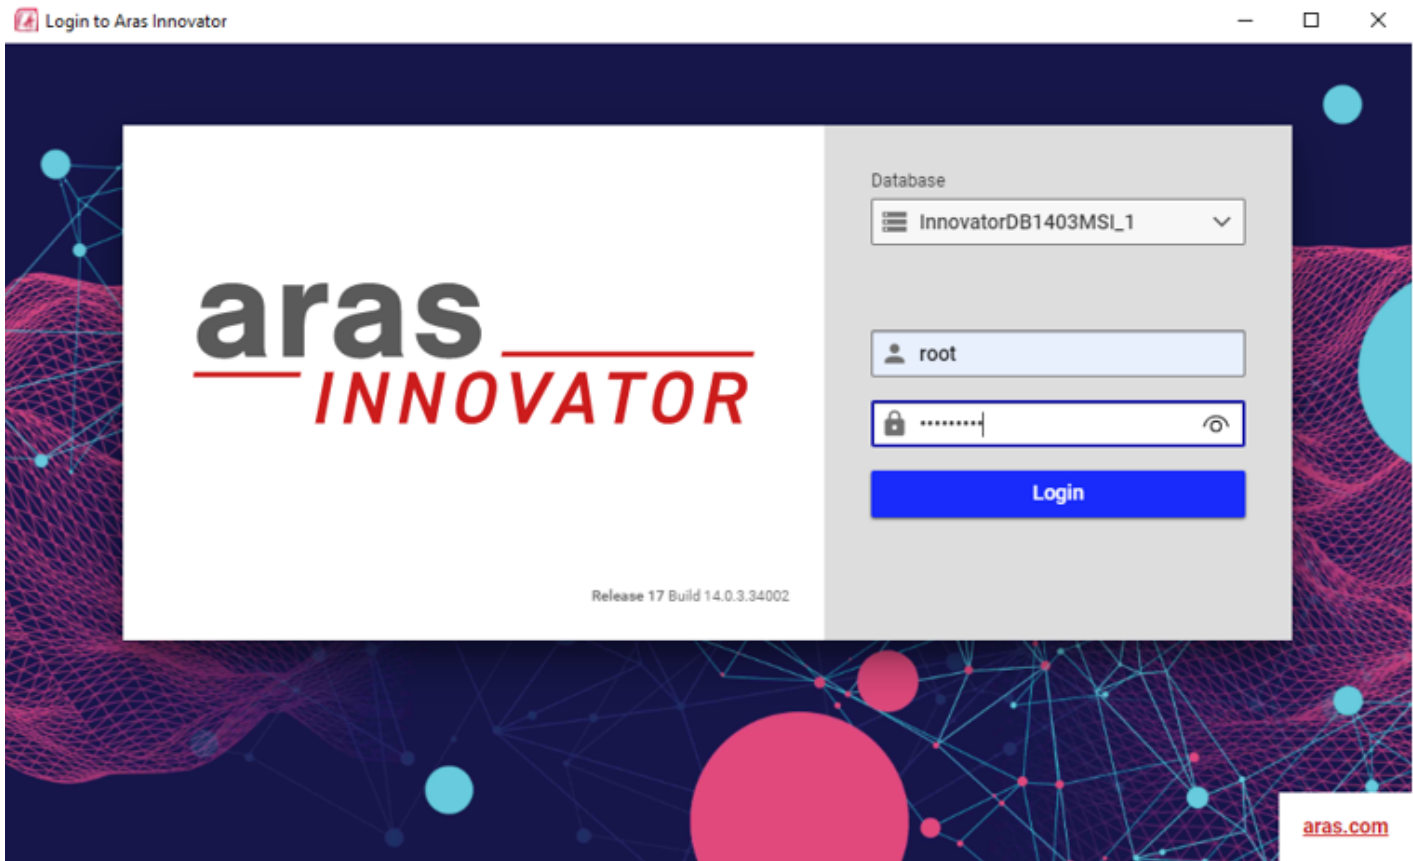 Login to Aras Innovator
Database
InnovatorDB1403MSI_1
aras
INNOVATOR
root
•••••••••
Login
Release 17 Build 14.0.3.34002
aras.com